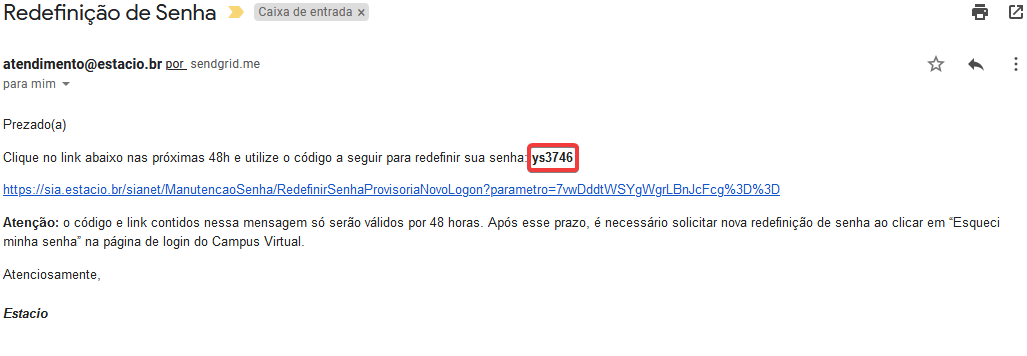 Redefinição de Senha Caixa de entrada ×
atendimento@estacio.br por sendgrid.me
para mim
Prezado(a)
Clique no link abaixo nas próximas 48h e utilize o código a seguir para redefinir sua senha: ys3746
https://sia.estacio.br/sianet/ManutencaoSenha/RedefinirSenhaProvisoriaNovoLogon?parametro=7vwDddtWSYgWgrLBnJcFcg%3D%3D
Atenção: o código e link contidos nessa mensagem só serão válidos por 48 horas. Após esse prazo, é necessário solicitar nova redefinição de senha ao clicar em “Esqueci
minha senha” na página de login do Campus Virtual.
Atenciosamente,
Estacio